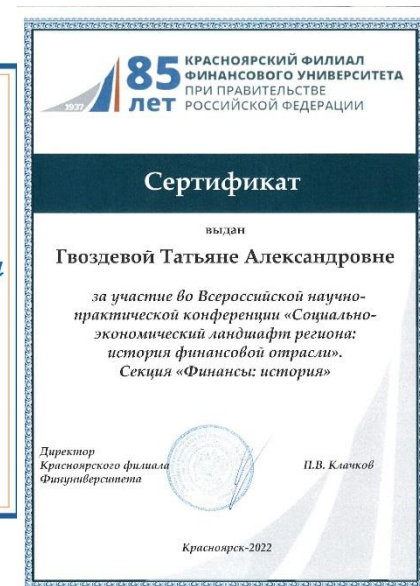 1937
85 лет
КРАСНОЯРСКИЙ ФИЛИАЛ
ФИНАНСОВОГО УНИВЕРСИТЕТА
ПРИ ПРАВИТЕЛЬСТВЕ
РОССИЙСКОЙ ФЕДЕРАЦИИ
Сертификат
выдан
Гвоздевой Татьяне Александровне
за участие во Всероссийской научно-
практической конференции «Социально-
экономический ландшафт региона:
история финансовой отрасли».
Секция «Финансы: история»
Директор
Красноярского филиала
Финуниверситета
П.В. Клачков
Красноярск-2022